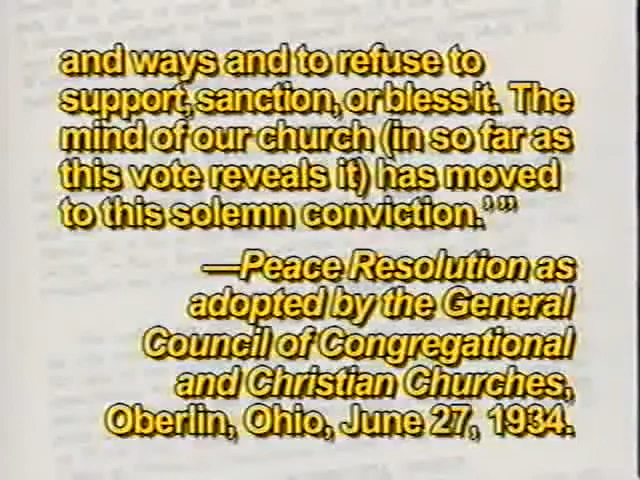 and ways and to refuse to
support, sanction, or bless it. The
mind of our church (in so far as
this vote reveals it) has moved
to this solemn conviction.' ”
—Peace Resolution as
adopted by the General
Council of Congregational
and Christian Churches,
Oberlin, Ohio, June 27, 1934.